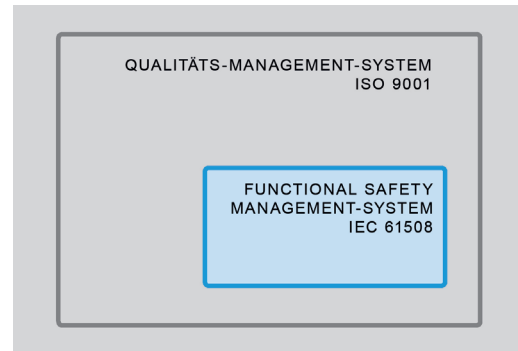 QUALITÄTS-MANAGEMENT-SYSTEM
ISO 9001
FUNCTIONAL SAFETY
MANAGEMENT-SYSTEM
IEC 61508